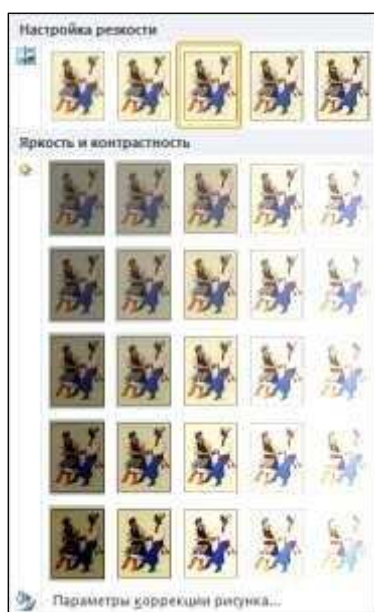 Настройка резкости
Яркость и контрастность
Параметры коррекции рисунка...